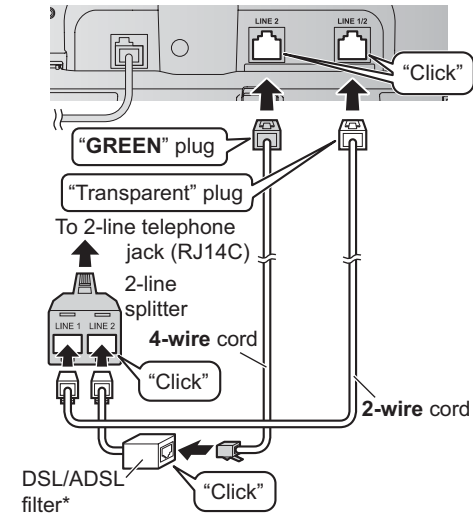 LINE 2
LINE 1/2
“Click”
“GREEN” plug
“Transparent” plug
To 2-line telephone
jack (RJ14C)
2-line
splitter
LINE 1 LINE 2
4-wire cord
“Click”
2-wire cord
DSL/ADSL
filter*
“Click”